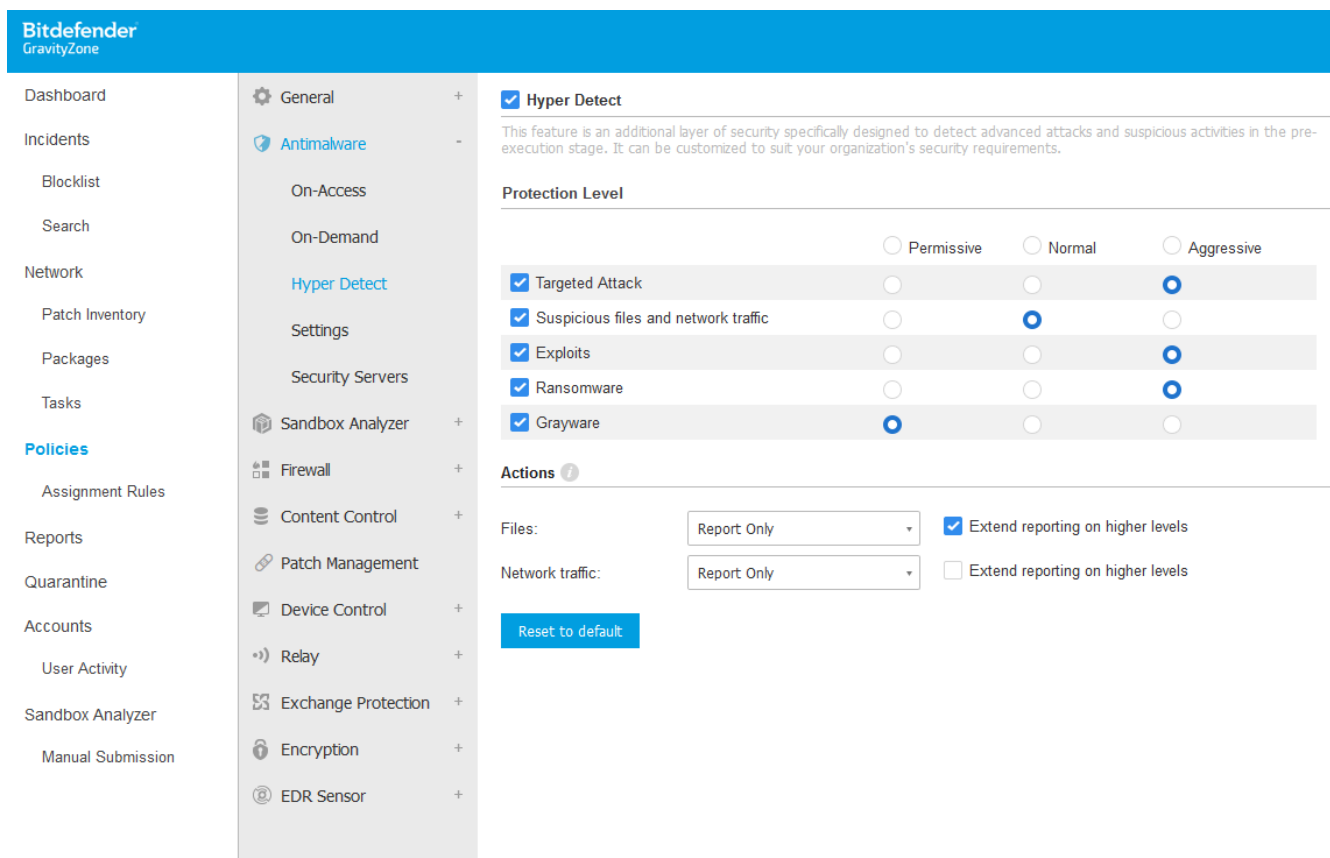 Bitdefender
GravityZone
Dashboard
Incidents
Blocklist
Search
Network
Patch Inventory
Packages
Tasks
Policies
Assignment Rules
Reports
Quarantine
Accounts
User Activity
Sandbox Analyzer
Manual Submission
General +
Antimalware -
On-Access
On-Demand
Hyper Detect
Settings
Security Servers
Sandbox Analyzer +
Firewall +
Content Control +
Patch Management
Device Control +
Relay +
Exchange Protection +
Encryption +
EDR Sensor +
Hyper Detect
This feature is an additional layer of security specifically designed to detect advanced attacks and suspicious activities in the pre-
execution stage. It can be customized to suit your organization's security requirements.
Protection Level
Permissive Normal Aggressive
Targeted Attack
Suspicious files and network traffic
Exploits
Ransomware
Grayware
Actions i
Files: Report Only Extend reporting on higher levels
Network traffic: Report Only Extend reporting on higher levels
Reset to default